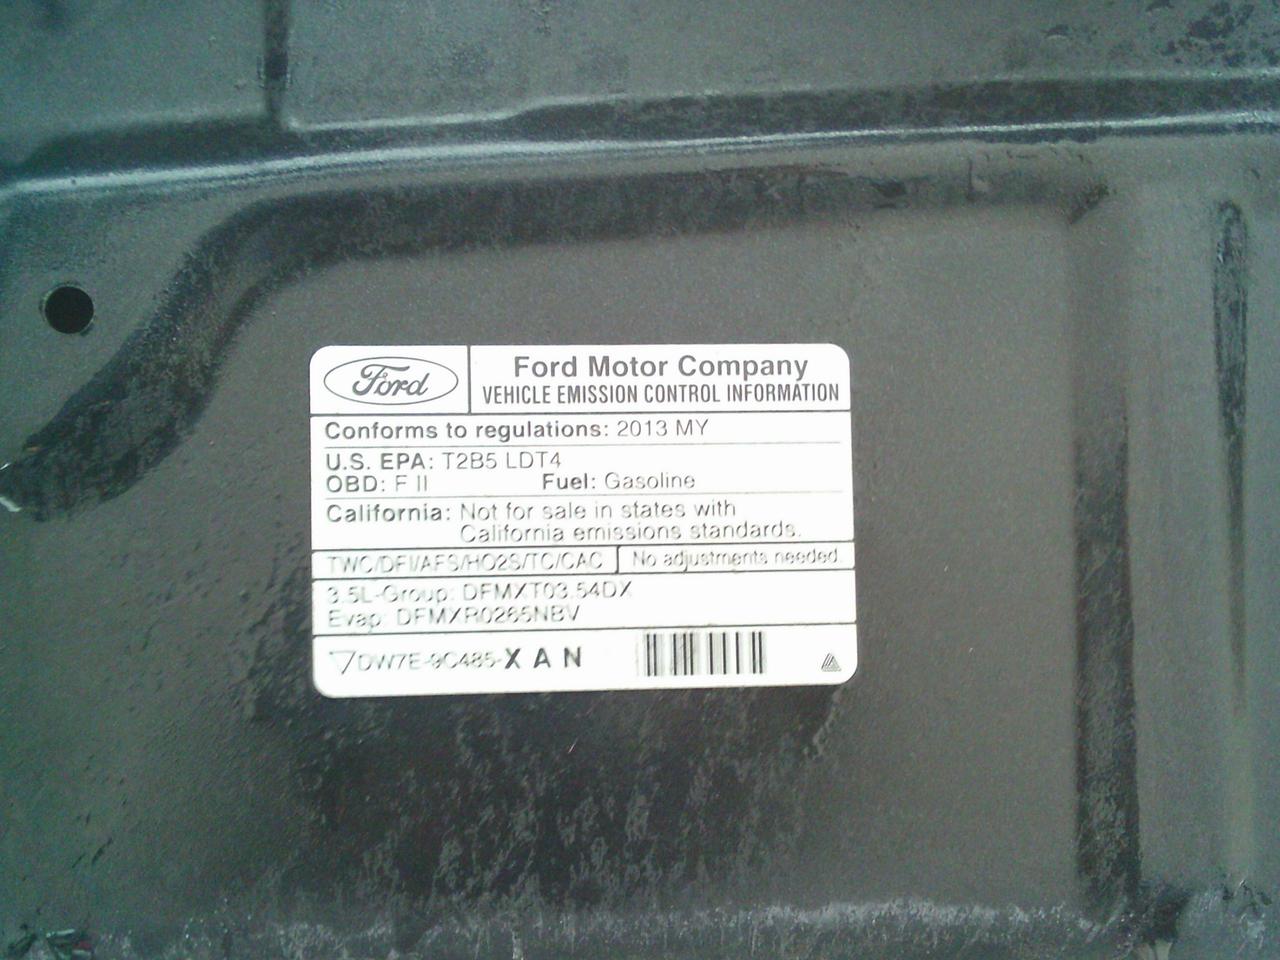 Ford
Ford Motor Company
VEHICLE EMISSION CONTROL INFORMATION
Conforms to regulations: 2013 MY
U.S. EPA: T2B5 LDT4
OBD: F II Fuel: Gasoline
California: Not for sale in states with
California emissions standards.
TWC/DFI/AFS/HO2S/TC/CAC No adjustments needed.
3.5L-Group: DFMXT03.54DX
Evap: DFMXR0265NBV
DW7E-9C485-X A N